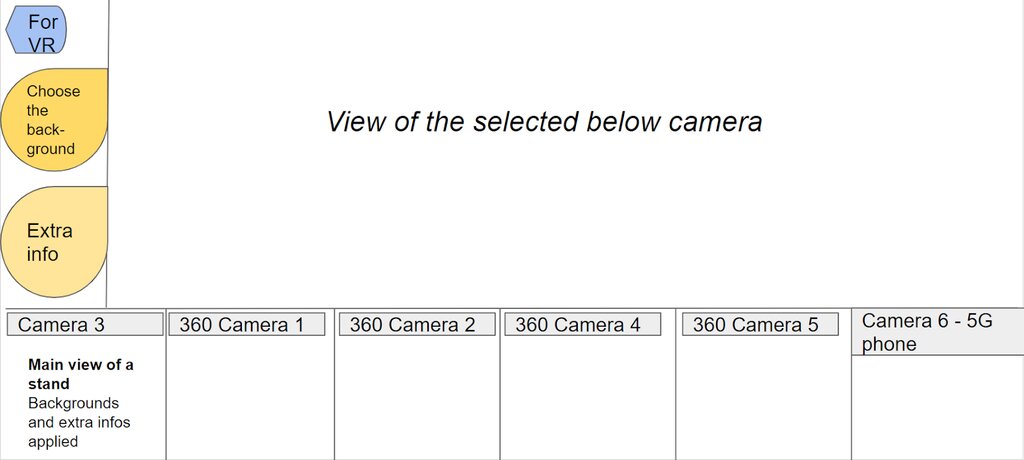 For
VR
Choose
the
back-
ground
View of the selected below camera
Extra
info
Camera 3
360 Camera 1
360 Camera 2
360 Camera 4
360 Camera 5
Camera 6 - 5G
phone
Main view of a
stand
Backgrounds
and extra infos
applied